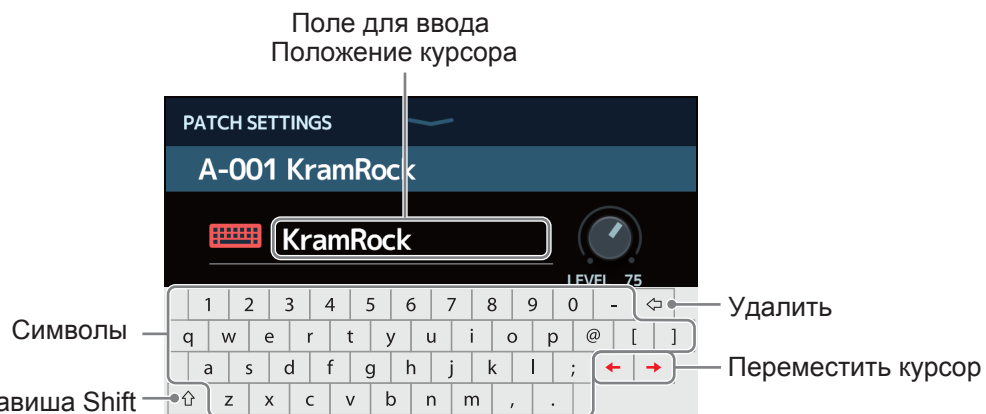 Поле для ввода
Положение курсора
PATCH SETTINGS
A-001 KramRock
KramRock
LEVEL 75
1 2 3 4 5 6 7 8 9 0 -
Удалить
Символы
q w e r t y u i o p @ [ ]
a s d f g h j k l ;
Переместить курсор
авиша Shift
z x c v b n m , .